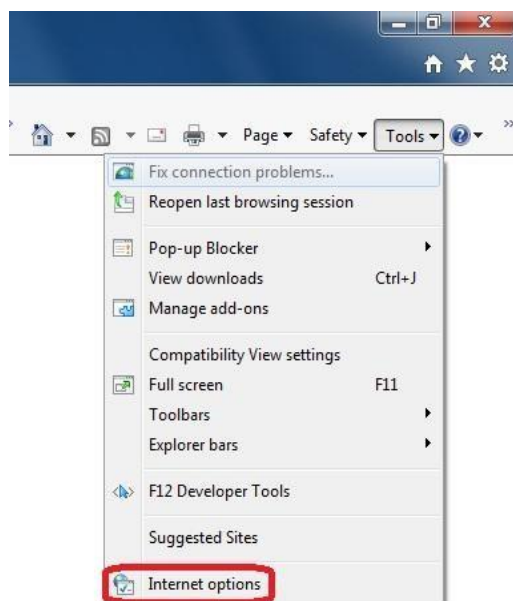 Page Safety Tools
Fix connection problems...
Reopen last browsing session
Pop-up Blocker
View downloads Ctrl+J
Manage add-ons
Compatibility View settings
Full screen F11
Toolbars
Explorer bars
F12 Developer Tools
Suggested Sites
Internet options